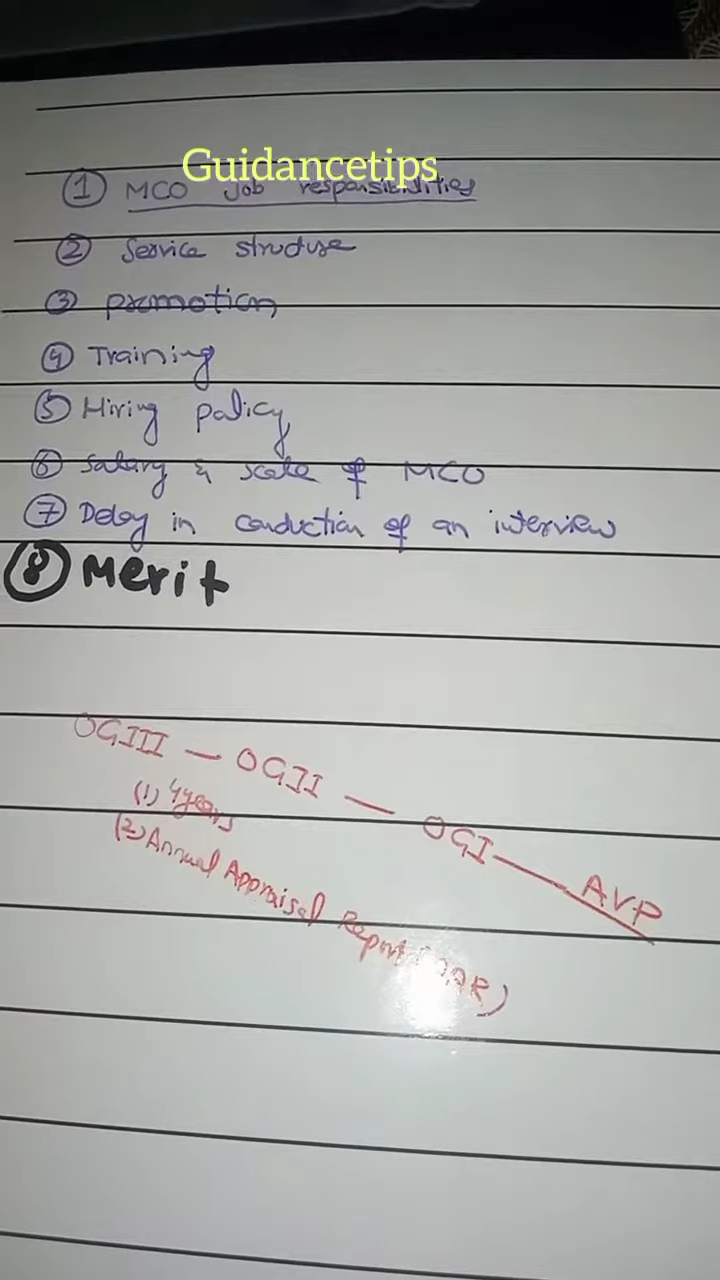 Guidancetips
① MCO Job responsibilities
② Service structure
③ promotion
④ Training
⑤ Hiring policy
⑥ Salary & scale of MCO
⑦ Delay in conduction of an interview
⑧ Merit
OGIII — OGII — OGI — AVP
(1) 4years
(2) Annual Appraisal Report (AAR)